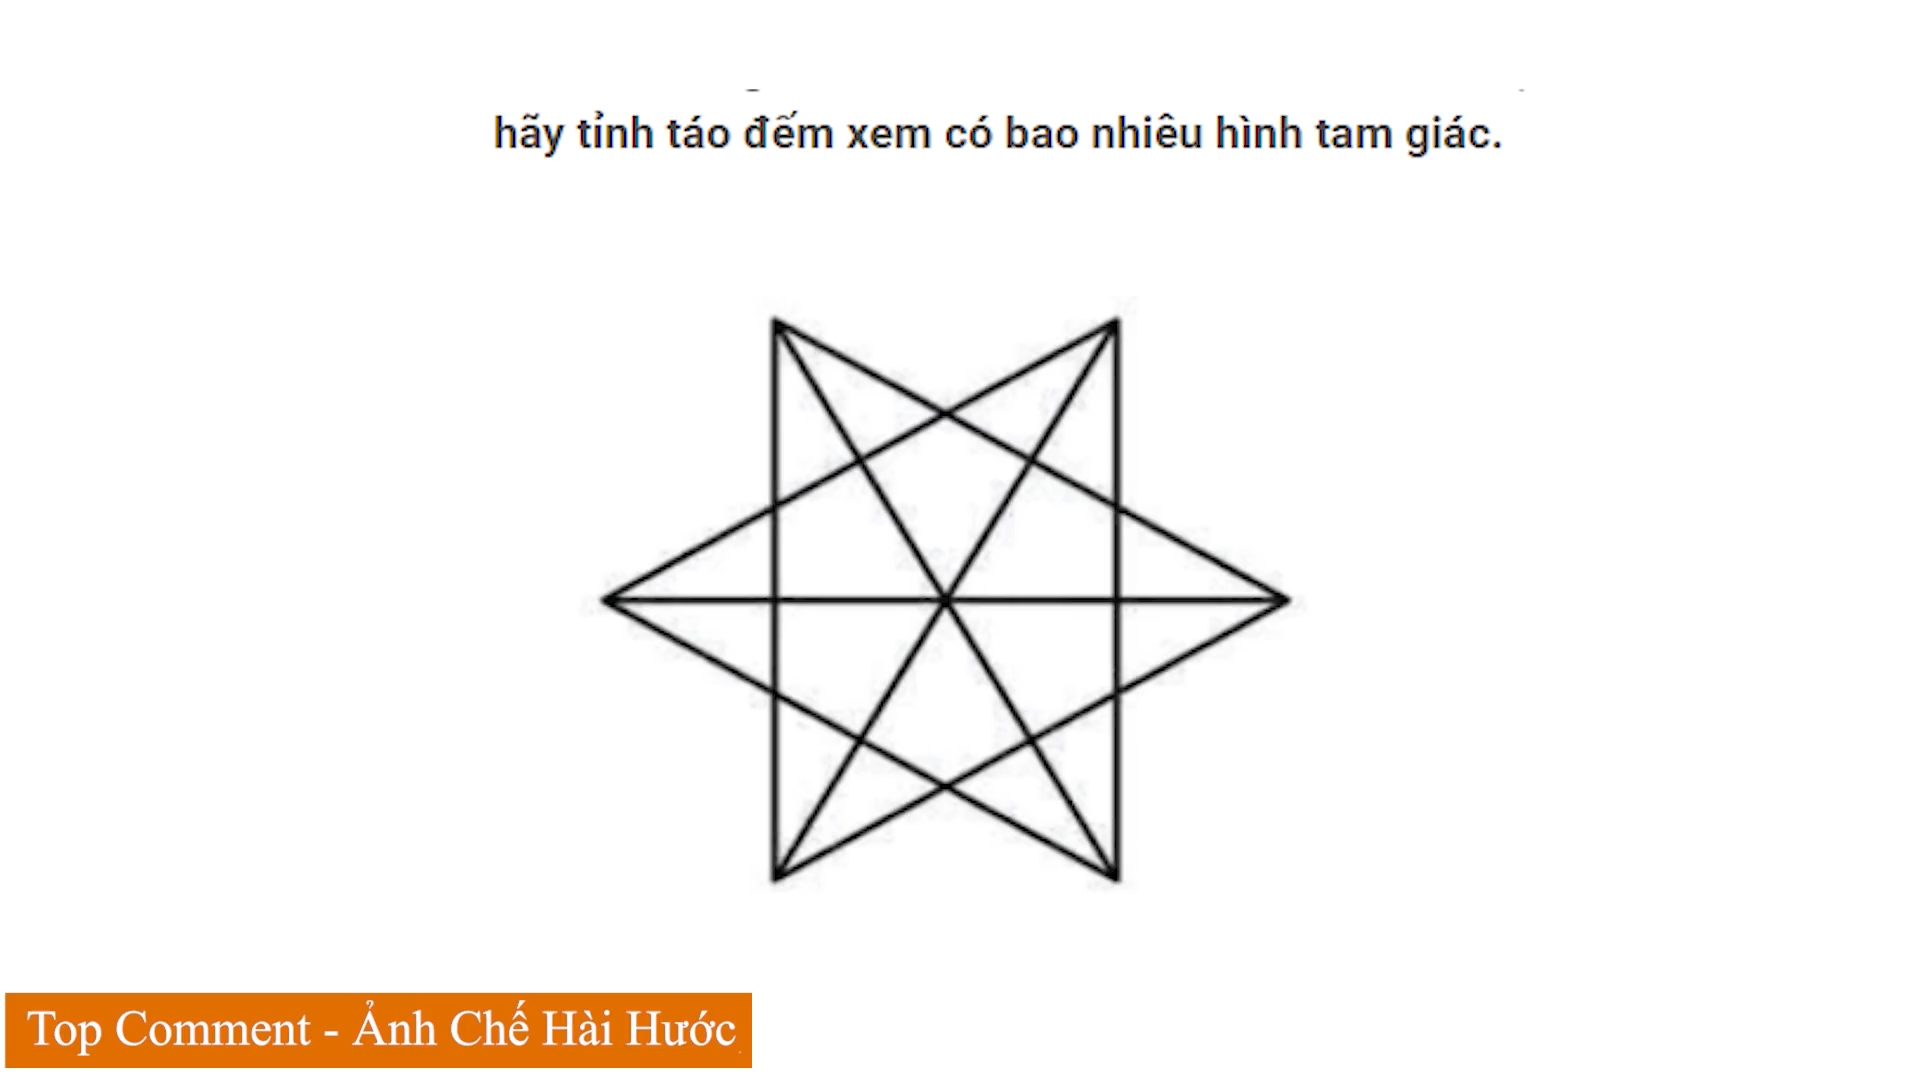 hãy tỉnh táo đếm xem có bao nhiêu hình tam giác.
Top Comment - Ảnh Chế Hài Hước